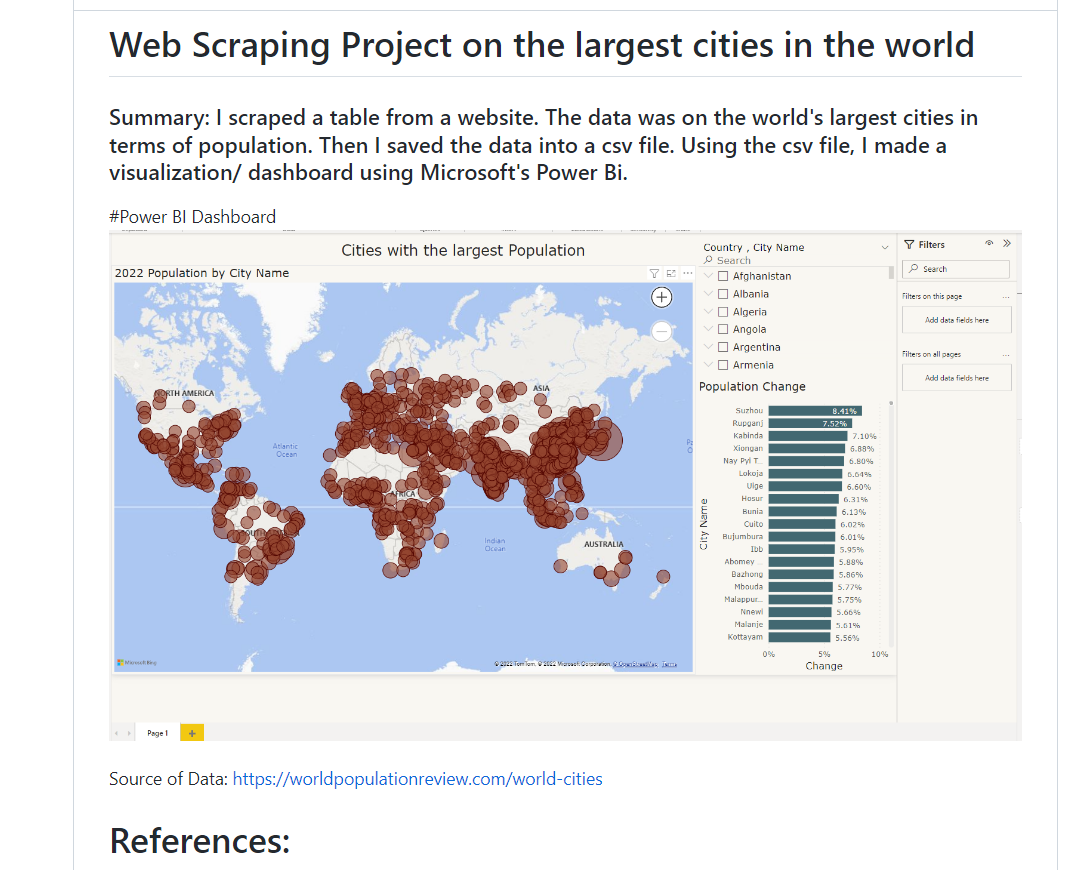 Web Scraping Project on the largest cities in the world
Summary: I scraped a table from a website. The data was on the world's largest cities in
terms of population. Then I saved the data into a csv file. Using the csv file, I made a
visualization/ dashboard using Microsoft's Power Bi.
#Power BI Dashboard
Cities with the largest Population
2022 Population by City Name
NORTH AMERICA
ASIA
Atlantic
Ocean
AFRICA
Indian
Ocean
AUSTRALIA
Microsoft Bing
© 2022 TomTom, © 2022 Microsoft Corporation, © OpenStreetMap Terms
Country , City Name
Search
Afghanistan
Albania
Algeria
Angola
Argentina
Armenia
Population Change
City Name
Suzhou 8.41%
Rupganj 7.52%
Kabinda 7.10%
Xiongan 6.88%
Nay Pyi T... 6.80%
Lokoja 6.64%
Uige 6.60%
Hosur 6.31%
Bunia 6.13%
Cuito 6.02%
Bujumbura 6.01%
Ibb 5.95%
Abomey ... 5.88%
Bazhong 5.86%
Mbouda 5.77%
Malappur... 5.75%
Nnewi 5.66%
Malanje 5.61%
Kottayam 5.56%
0% 5% 10%
Change
Filters
Search
Filters on this page ...
Add data fields here
Filters on all pages ...
Add data fields here
Page 1
Source of Data: https://worldpopulationreview.com/world-cities
References: